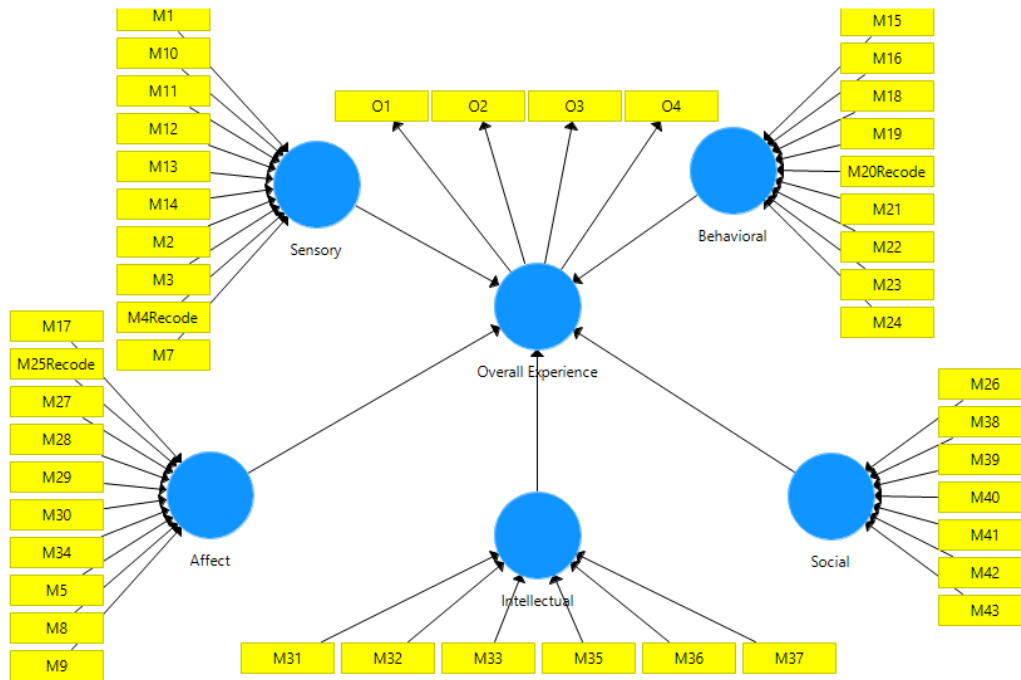 M1
M10
M11
M12
M13
M14
M2
M3
M4Recode
M7
Sensory
O1
O2
O3
O4
M15
M16
M18
M19
M20Recode
M21
M22
M23
M24
Behavioral
Overall Experience
M17
M25Recode
M27
M28
M29
M30
M34
M5
M8
M9
Affect
Intellectual
M31
M32
M33
M35
M36
M37
M26
M38
M39
M40
M41
M42
M43
Social